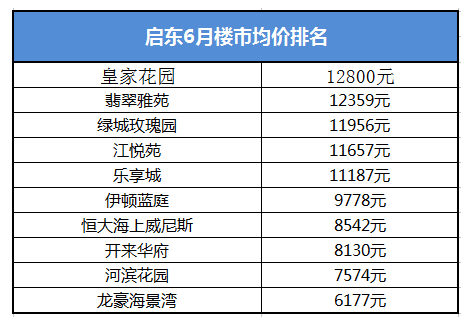 启东6月楼市均价排名
皇家花园 12800元
翡翠雅苑 12359元
绿城玫瑰园 11956元
江悦苑 11657元
乐享城 11187元
伊顿蓝庭 9778元
恒大海上威尼斯 8542元
开来华府 8130元
河滨花园 7574元
龙豪海景湾 6177元